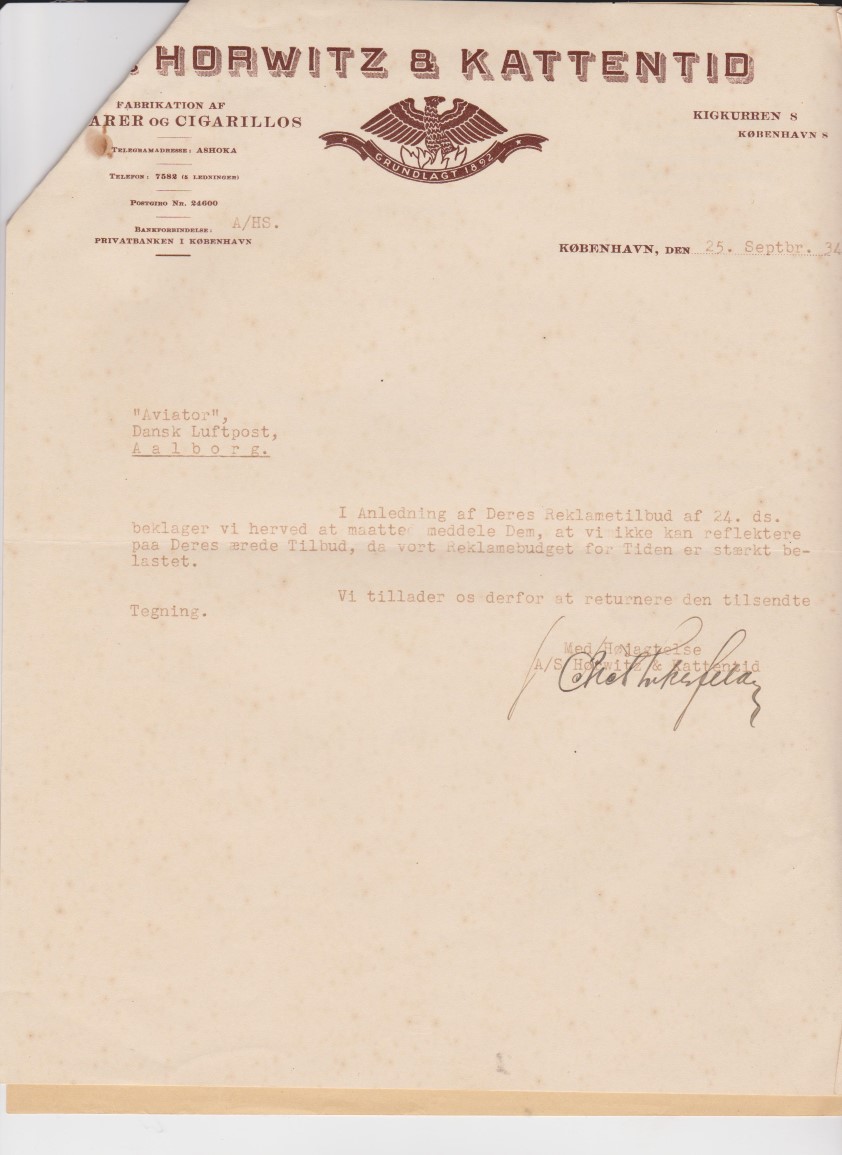 HORWITZ & KATTENTID
FABRIKATION AF
ARER OG CIGARILLOS
TELEGRAMADRESSE: ASHOKA
TELEFON: 7582 (2 LEDNINGER)
POSTGIRO NR. 24600
BANKFORBINDELSE:
PRIVATBANKEN I KØBENHAVN
GRUNDLAGT 1892
KIGKURREN 8
KØBENHAVN S
A/HS.
KØBENHAVN, DEN 25. Septbr. 34
"Aviator",
Dansk Luftpost,
Aalborg.
I Anledning af Deres Reklametilbud af 24. ds.
beklager vi herved at maatte meddele Dem, at vi ikke kan reflektere
paa Deres ærede Tilbud, da vort Reklamebudget for Tiden er stærkt be-
lastet.
Vi tillader os derfor at returnere den tilsendte
Tegning.
Med Højagtelse
A/S Horwitz & Kattentid